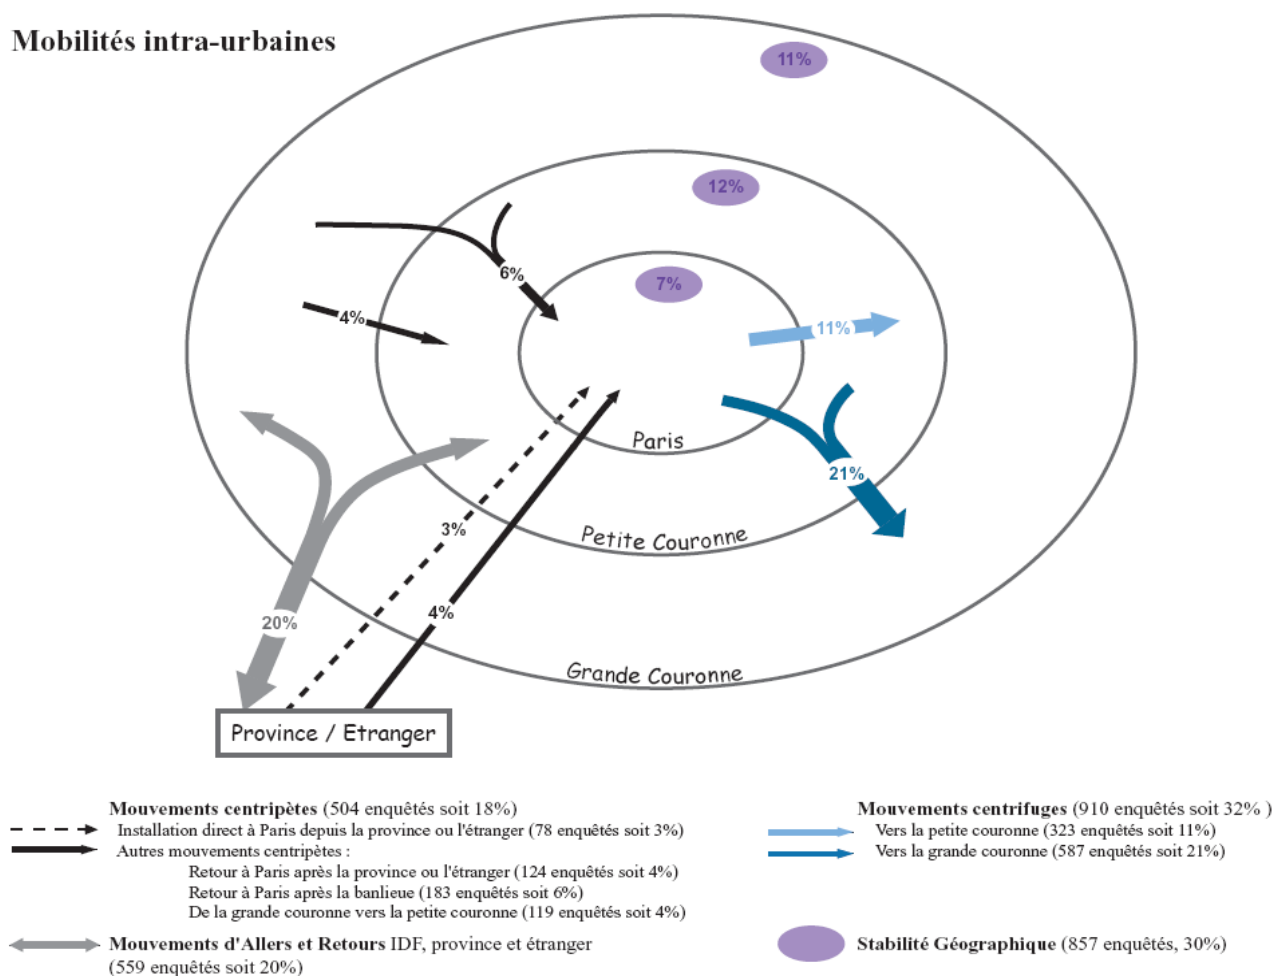 Mobilités intra-urbaines
11%
12%
7%
6%
4%
11%
21%
3%
4%
20%
Paris
Petite Couronne
Grande Couronne
Province / Etranger
Mouvements centripètes (504 enquêtés soit 18%)
Installation direct à Paris depuis la province ou l'étranger (78 enquêtés soit 3%)
Autres mouvements centripètes :
Retour à Paris après la province ou l'étranger (124 enquêtés soit 4%)
Retour à Paris après la banlieue (183 enquêtés soit 6%)
De la grande couronne vers la petite couronne (119 enquêtés soit 4%)
Mouvements d'Allers et Retours IDF, province et étranger
(559 enquêtés soit 20%)
Mouvements centrifuges (910 enquêtés soit 32% )
Vers la petite couronne (323 enquêtés soit 11%)
Vers la grande couronne (587 enquêtés soit 21%)
Stabilité Géographique (857 enquêtés, 30%)